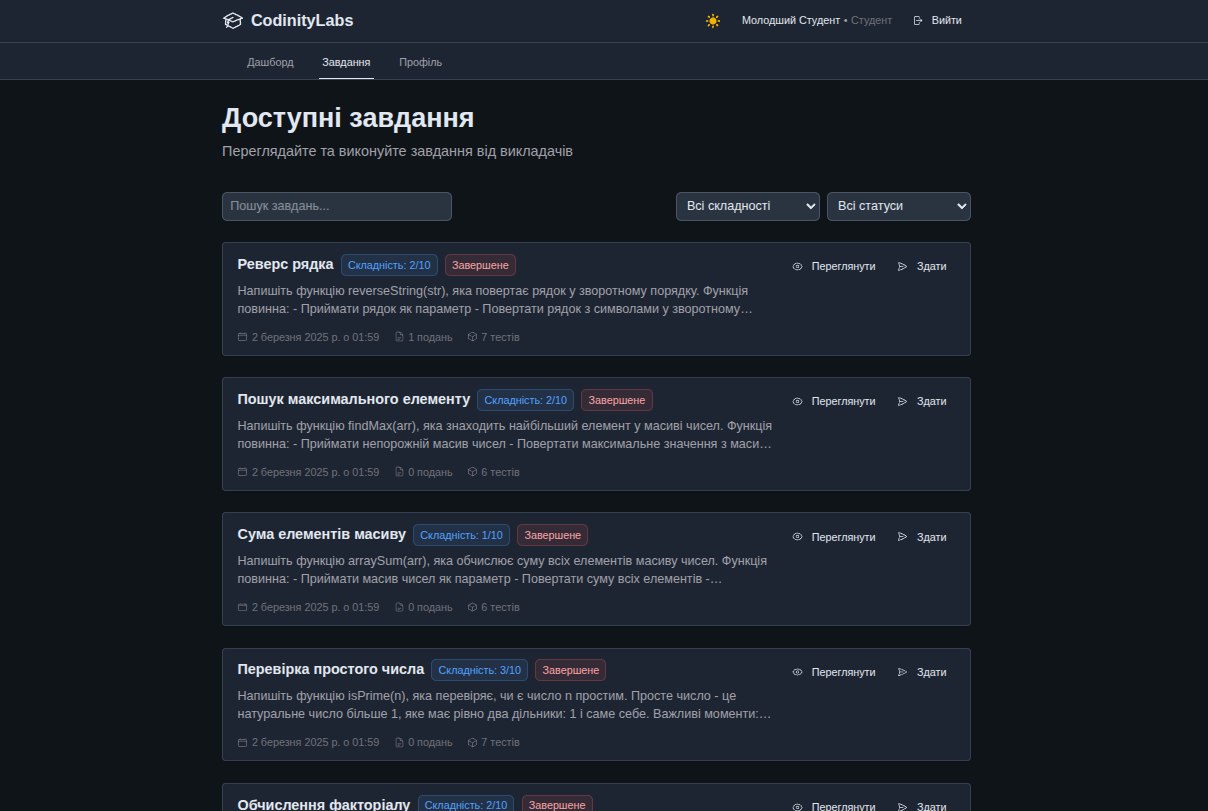 CodinityLabs
Молодший Студент • Студент
Вийти
Дашборд
Завдання
Профіль
Доступні завдання
Переглядайте та виконуйте завдання від викладачів
Пошук завдань...
Всі складності
Всі статуси
Реверс рядка
Складність: 2/10
Завершене
Переглянути
Здати
Напишіть функцію reverseString(str), яка повертає рядок у зворотному порядку. Функція
повинна: - Приймати рядок як параметр - Повертати рядок з символами у зворотному…
2 березня 2025 р. о 01:59
1 подань
7 тестів
Пошук максимального елементу
Складність: 2/10
Завершене
Переглянути
Здати
Напишіть функцію findMax(arr), яка знаходить найбільший елемент у масиві чисел. Функція
повинна: - Приймати непорожній масив чисел - Повертати максимальне значення з маси…
2 березня 2025 р. о 01:59
0 подань
6 тестів
Сума елементів масиву
Складність: 1/10
Завершене
Переглянути
Здати
Напишіть функцію arraySum(arr), яка обчислює суму всіх елементів масиву чисел. Функція
повинна: - Приймати масив чисел як параметр - Повертати суму всіх елементів -…
2 березня 2025 р. о 01:59
0 подань
6 тестів
Перевірка простого числа
Складність: 3/10
Завершене
Переглянути
Здати
Напишіть функцію isPrime(n), яка перевіряє, чи є число n простим. Просте число - це
натуральне число більше 1, яке має рівно два дільники: 1 і саме себе. Важливі моменти:…
2 березня 2025 р. о 01:59
0 подань
7 тестів
Обчислення факторіалу
Складність: 2/10
Завершене
Переглянути
Здати